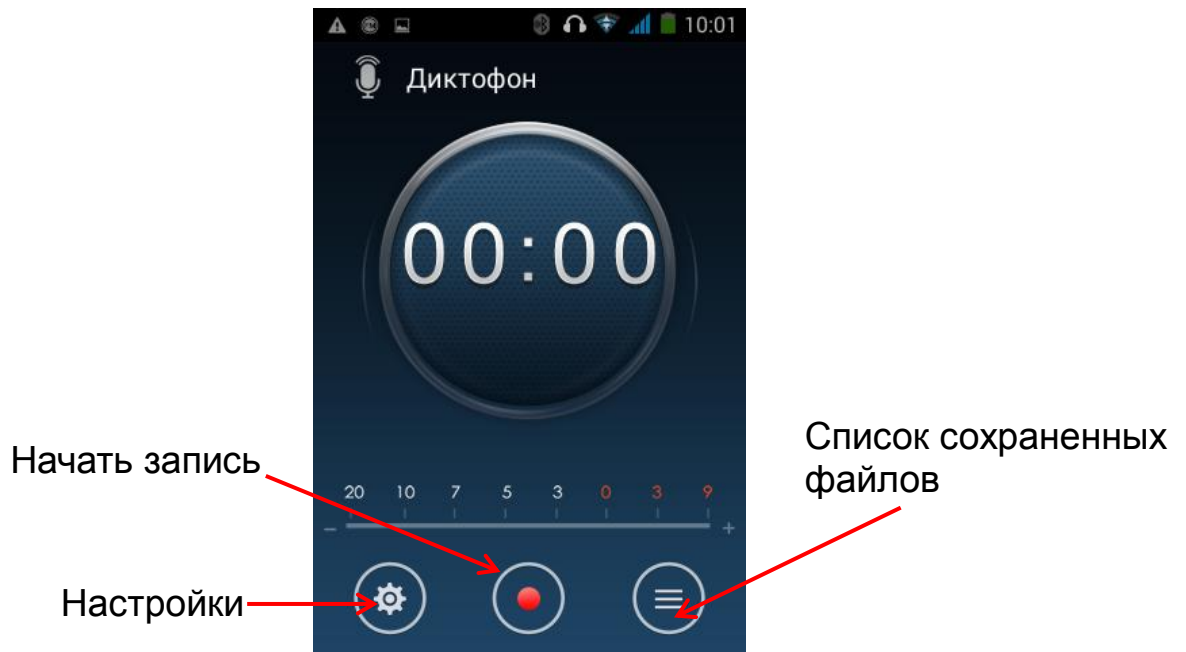 10:01
Диктофон
00:00
Список сохраненных
файлов
Начать запись
20 10 7 5 3 0 3 9
- +
Настройки